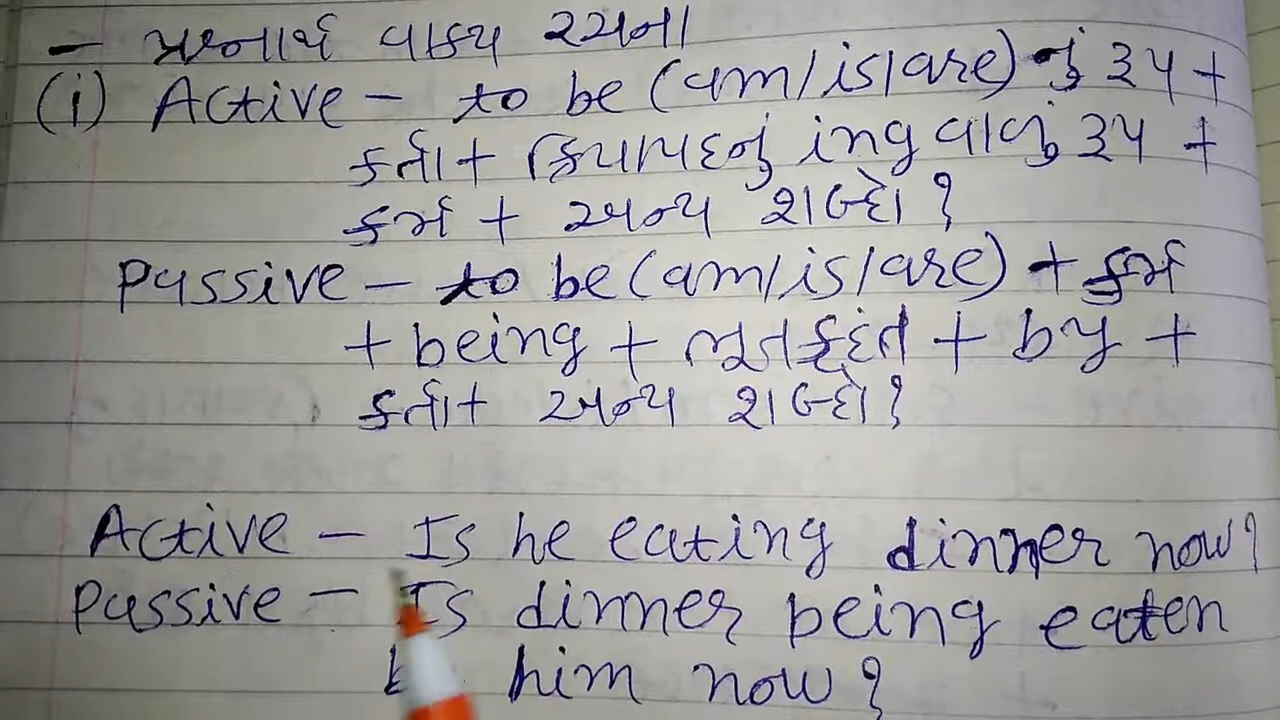 - પ્રશ્નાર્થ વાક્ય રચના
(i) Active - to be (am/is/are) નું રૂપ +
કર્તા + ક્રિયાપદનું ing વાળું રૂપ +
કર્મ + અન્ય શબ્દો ?
Passive - to be (am/is/are) + કર્મ
+ being + ભૂતકૃદંત + by +
કર્તા + અન્ય શબ્દો ?
Active - Is he eating dinner now?
Passive - Is dinner being eaten
him now ?